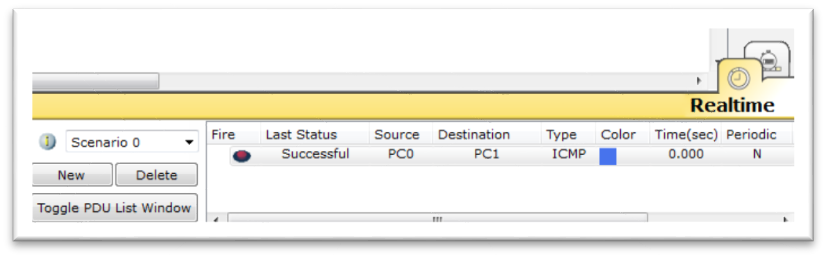 Realtime
Scenario 0
Fire Last Status Source Destination Type Color Time(sec) Periodic
Successful PC0 PC1 ICMP 0.000 N
New Delete
Toggle PDU List Window